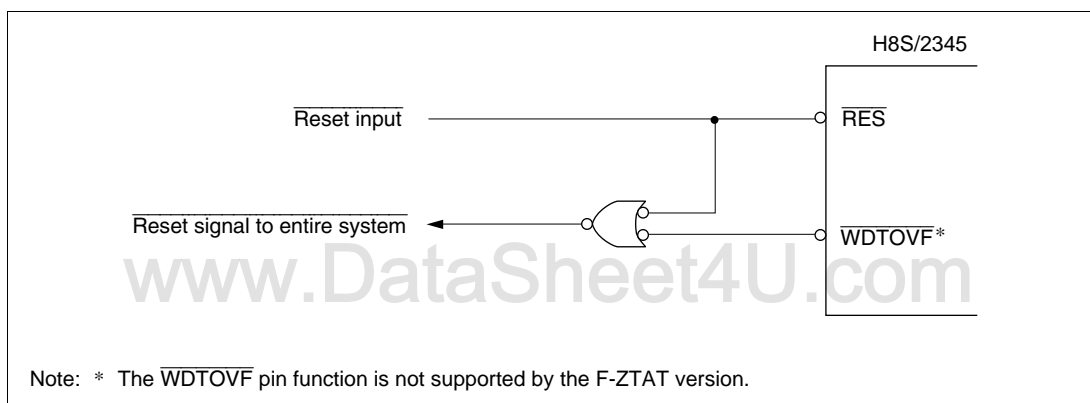 H8S/2345
Reset input
RES
Reset signal to entire system
WDTOVF*
www.DataSheet4U.com
Note: * The WDTOVF pin function is not supported by the F-ZTAT version.